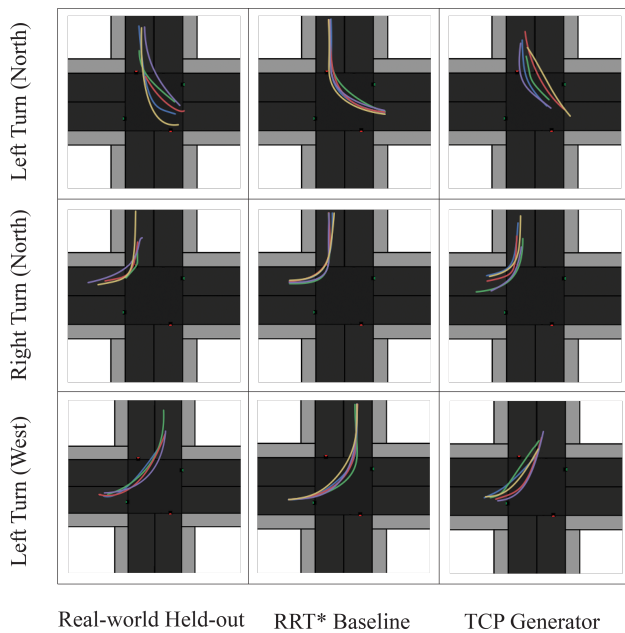 Left Turn (North)
Right Turn (North)
Left Turn (West)
Real-world Held-out
RRT* Baseline
TCP Generator